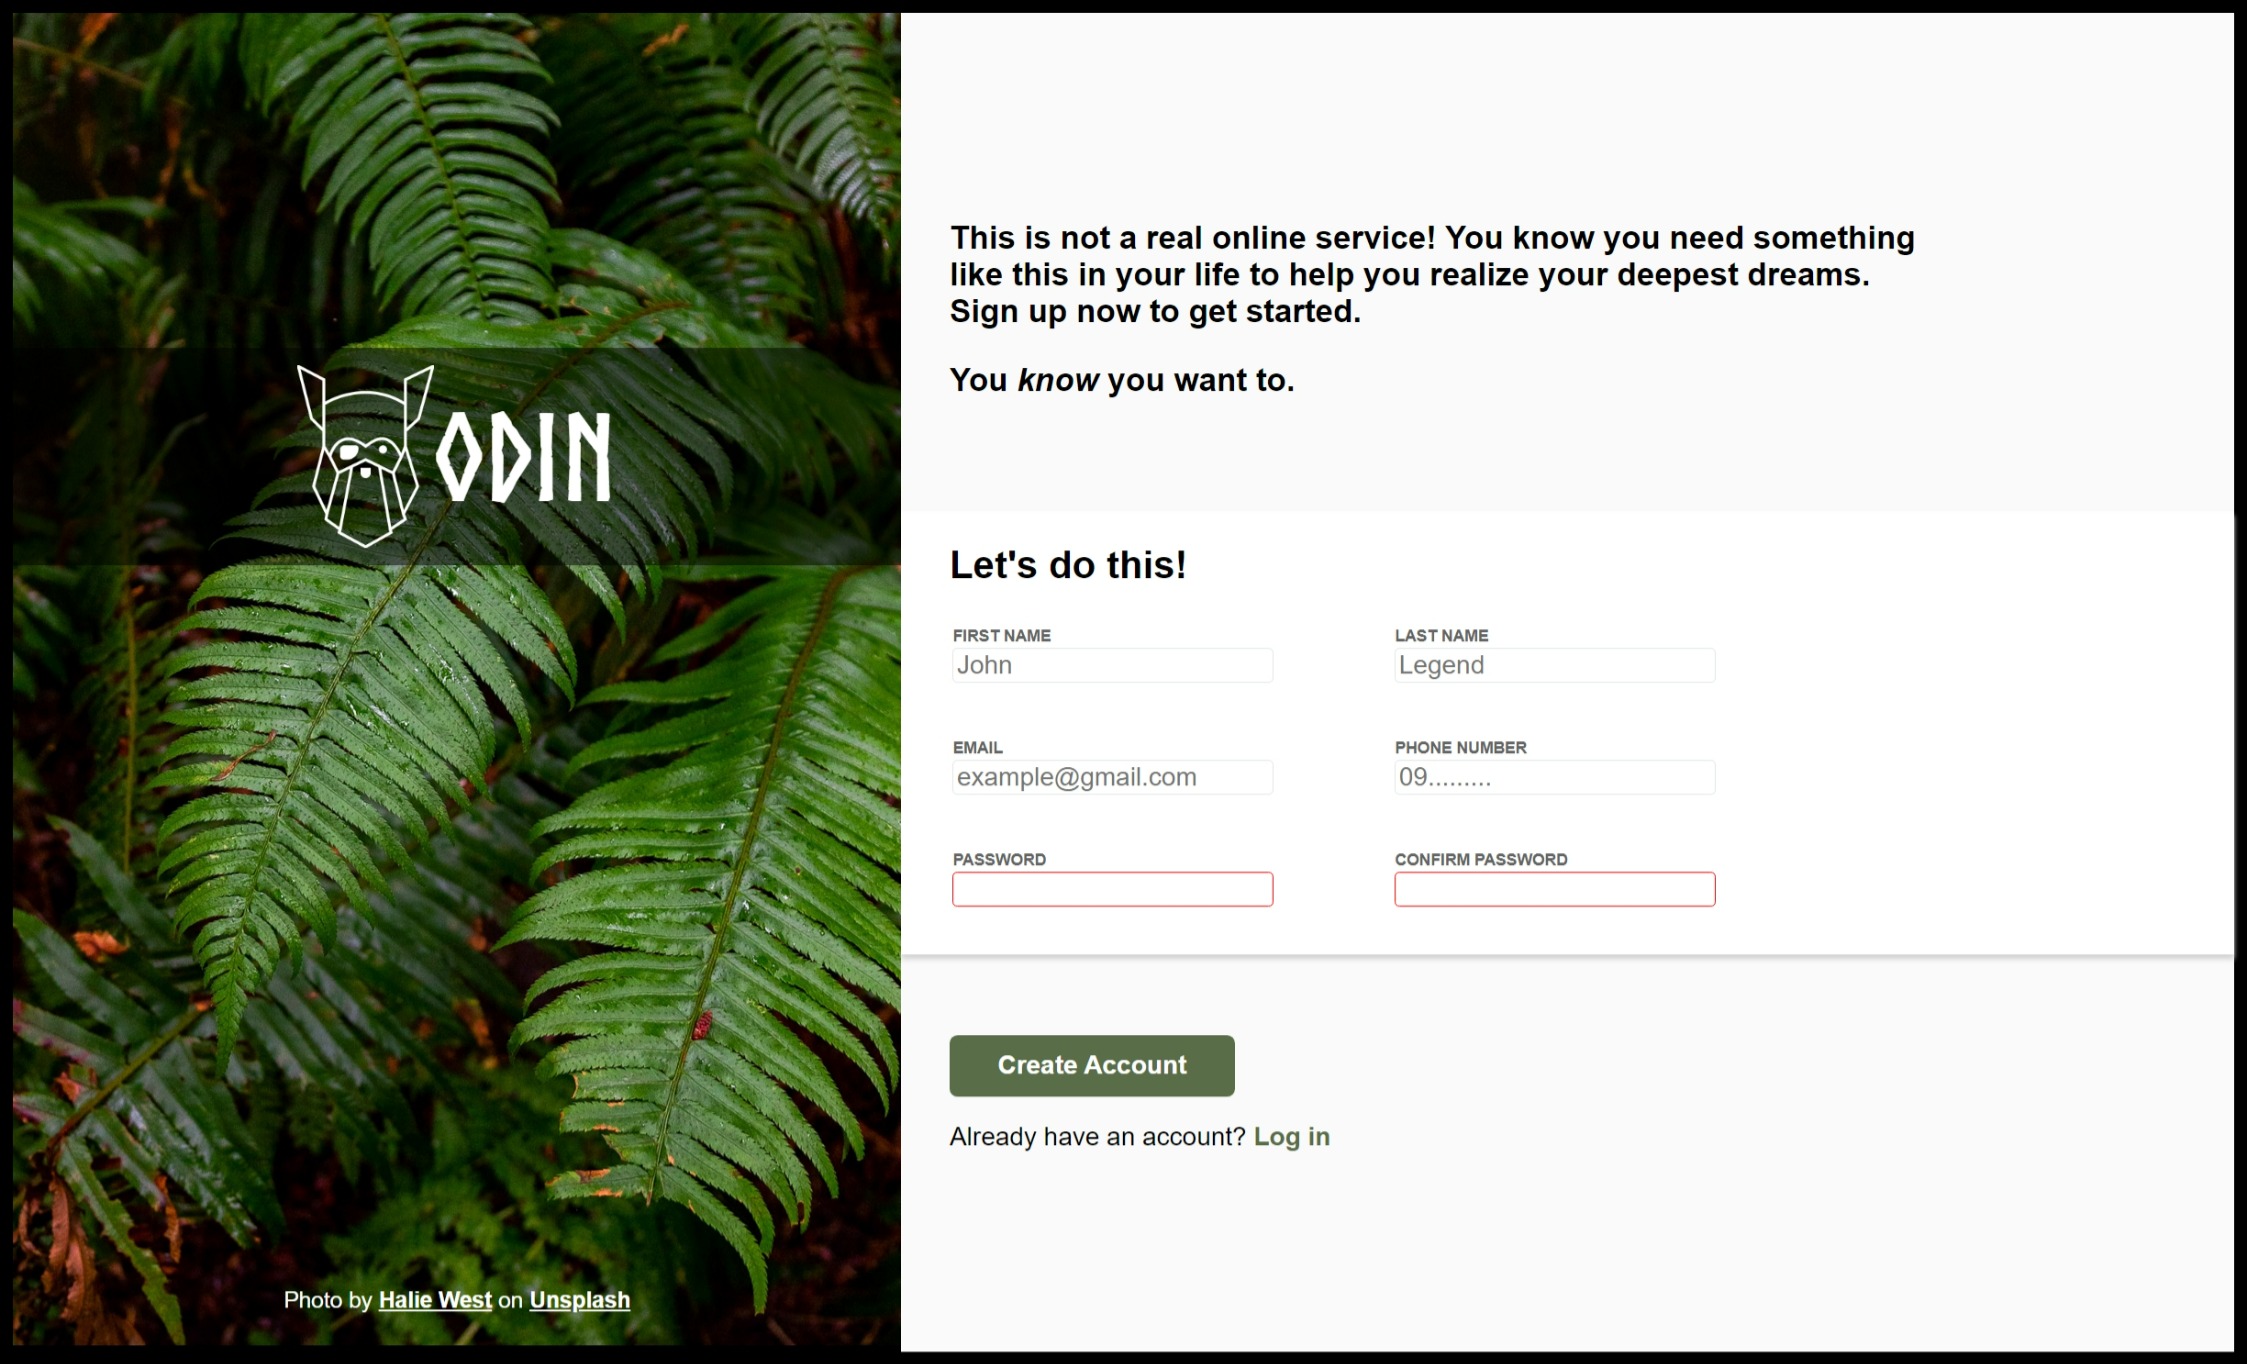 ODIN
Photo by Halie West on Unsplash
This is not a real online service! You know you need something
like this in your life to help you realize your deepest dreams.
Sign up now to get started.
You know you want to.
Let's do this!
FIRST NAME
John
LAST NAME
Legend
EMAIL
example@gmail.com
PHONE NUMBER
09.........
PASSWORD
CONFIRM PASSWORD
Create Account
Already have an account? Log in